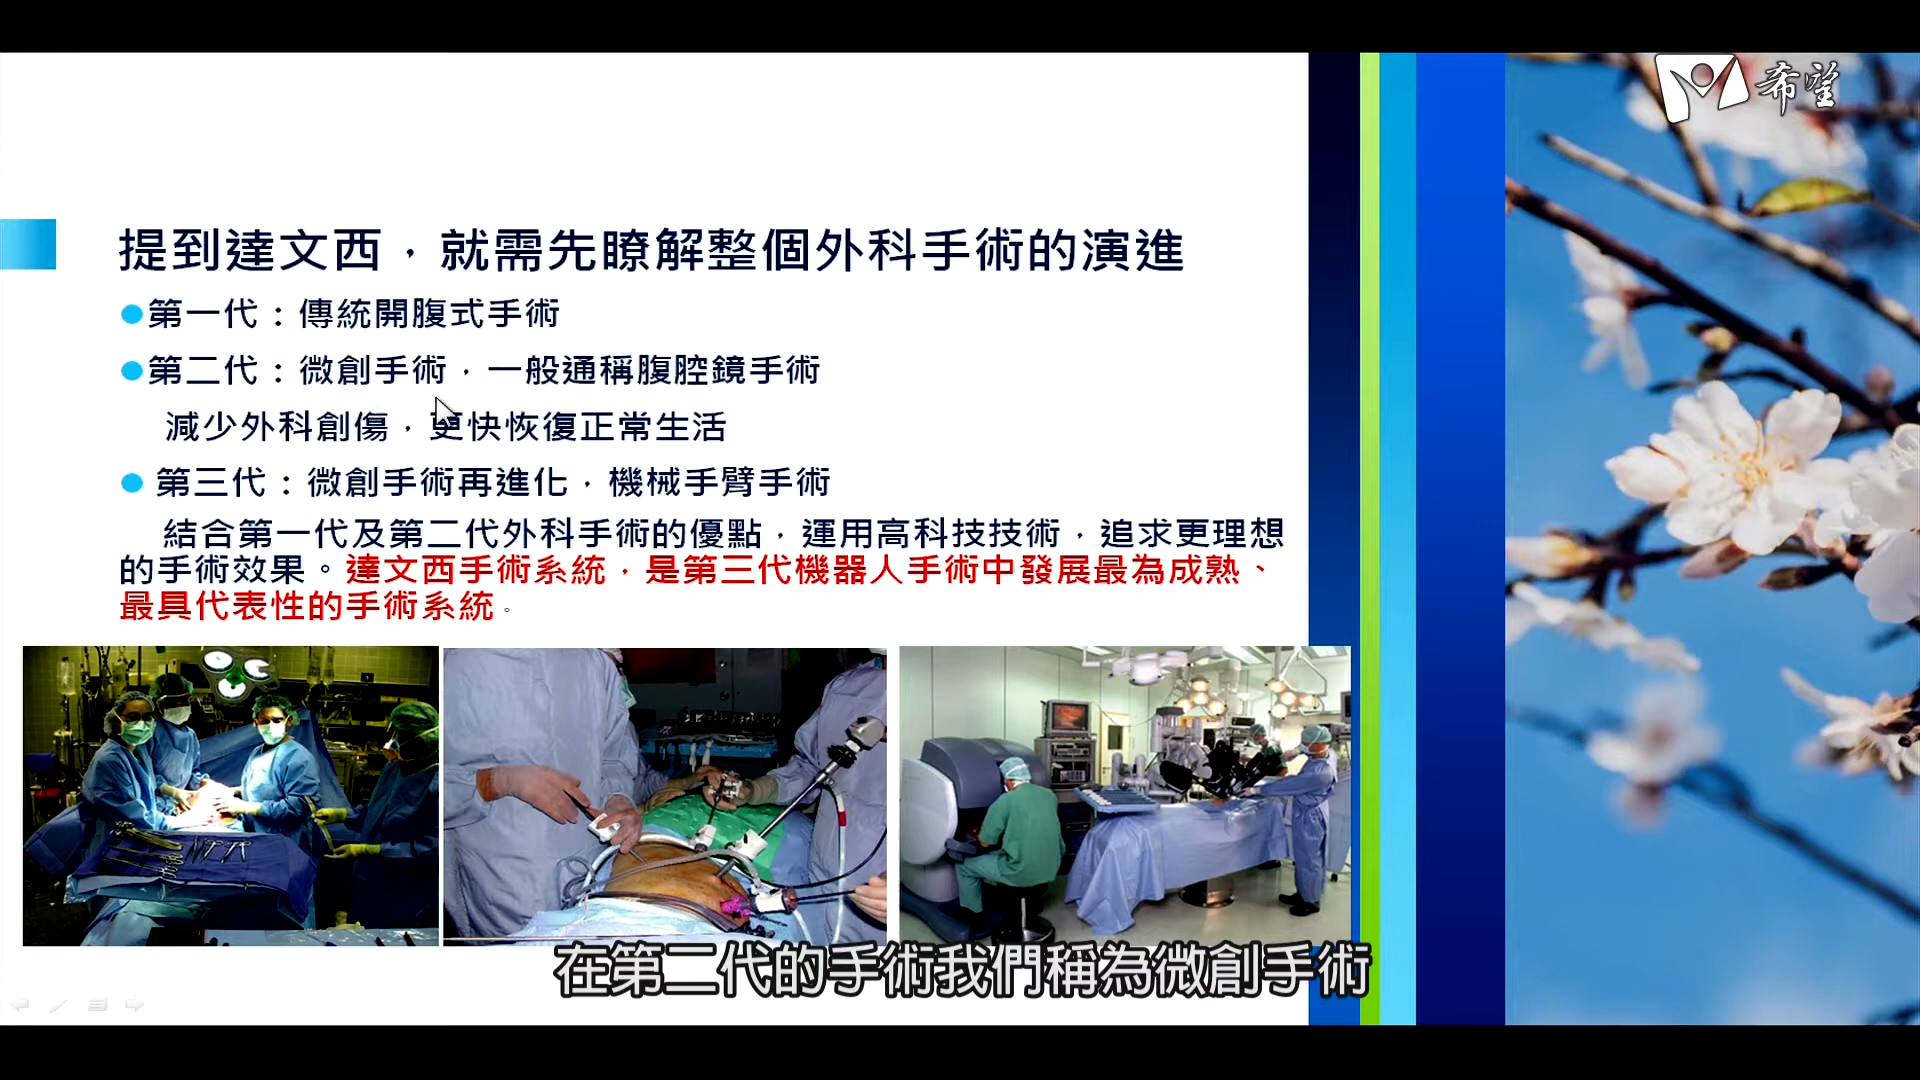 希望
提到達文西，就需先瞭解整個外科手術的演進
●第一代：傳統開腹式手術
●第二代：微創手術，一般通稱腹腔鏡手術
減少外科創傷，更快恢復正常生活
● 第三代：微創手術再進化，機械手臂手術
結合第一代及第二代外科手術的優點，運用高科技技術，追求更理想
的手術效果。達文西手術系統，是第三代機器人手術中發展最為成熟、
最具代表性的手術系統。
在第二代的手術我們稱為微創手術